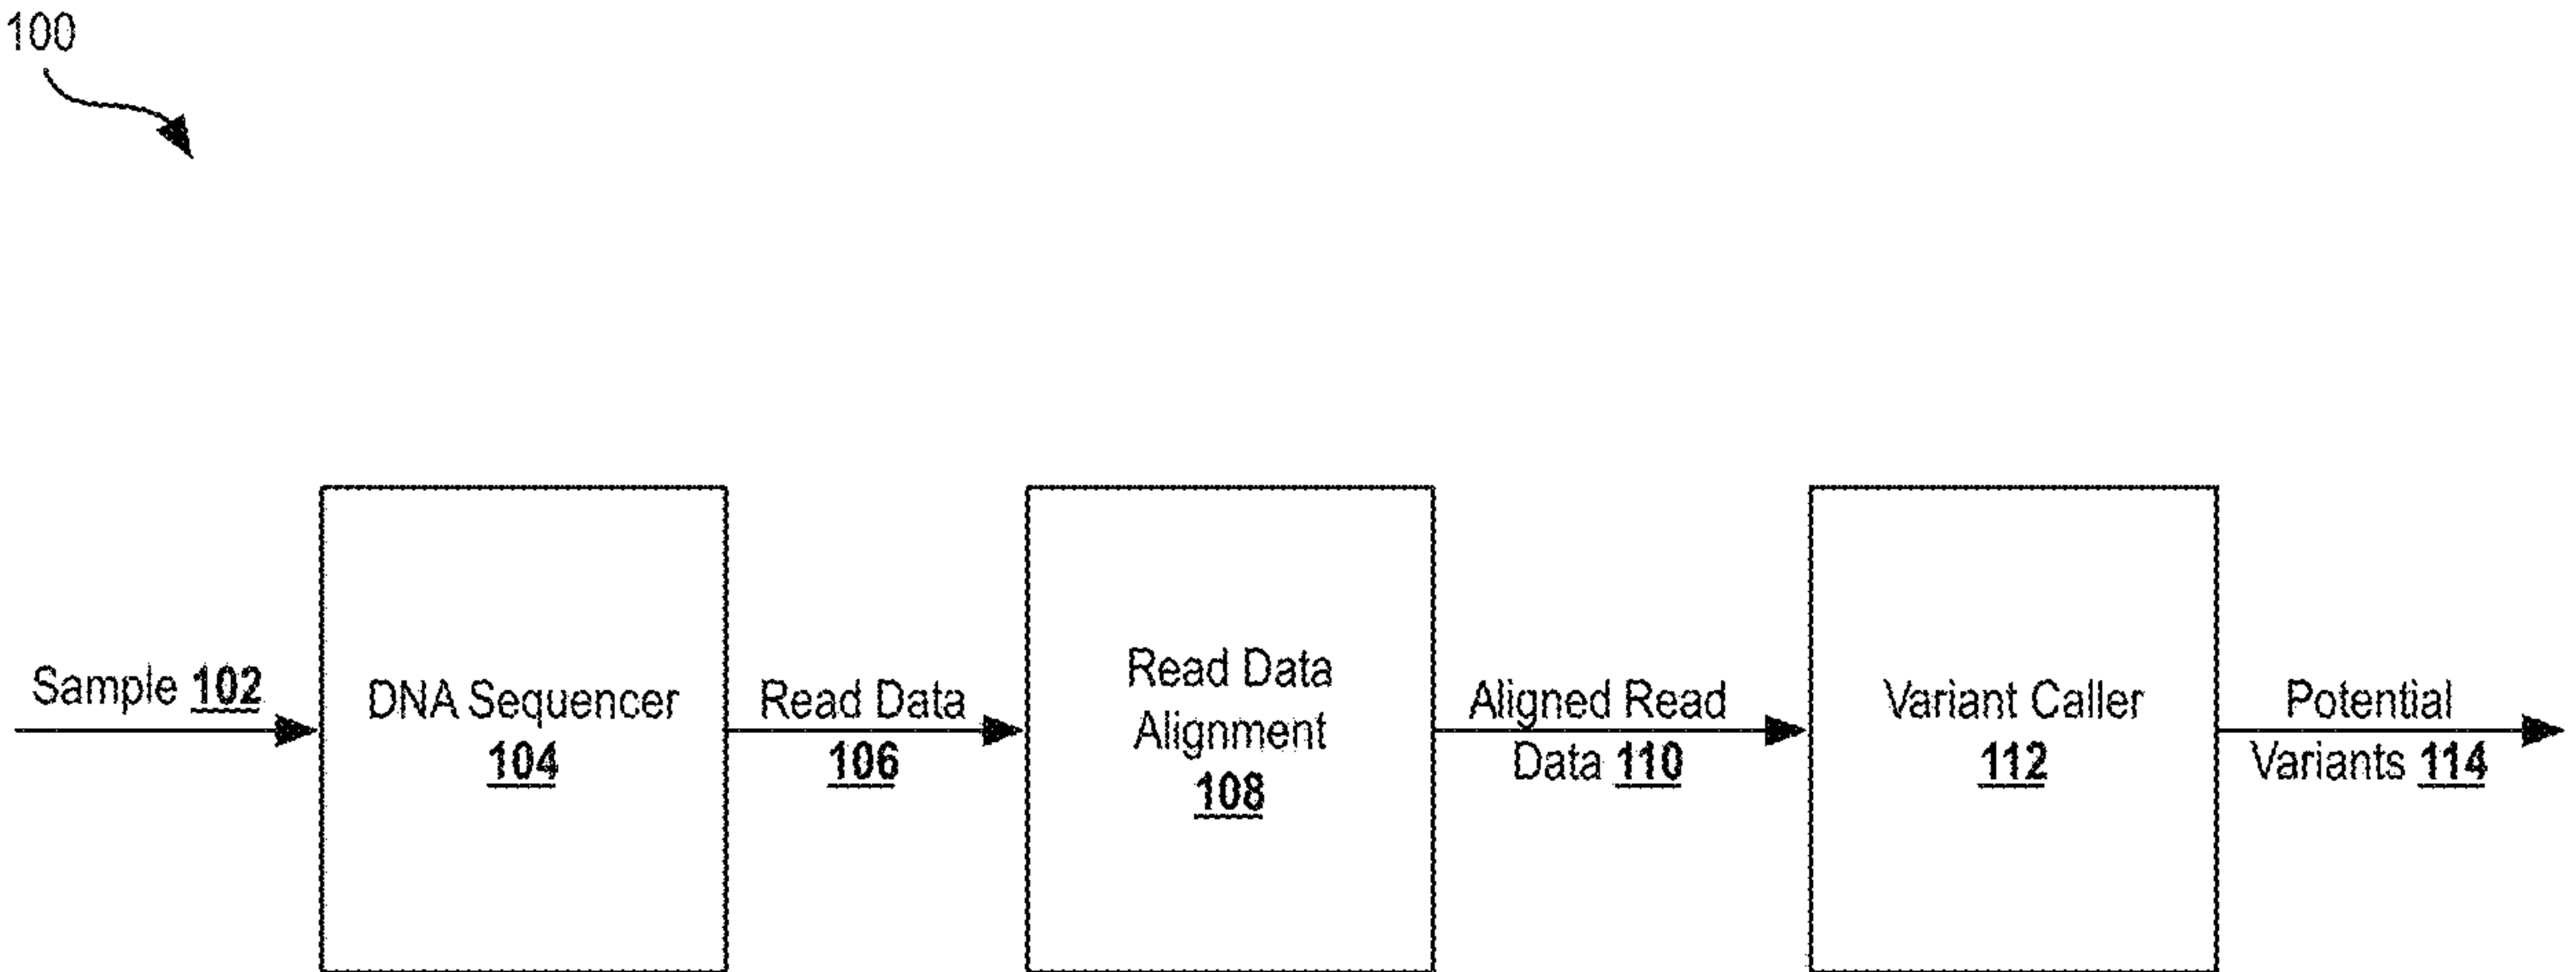 100
Sample 102
DNA Sequencer
104
Read Data
106
Read Data
Alignment
108
Aligned Read
Data 110
Variant Caller
112
Potential
Variants 114